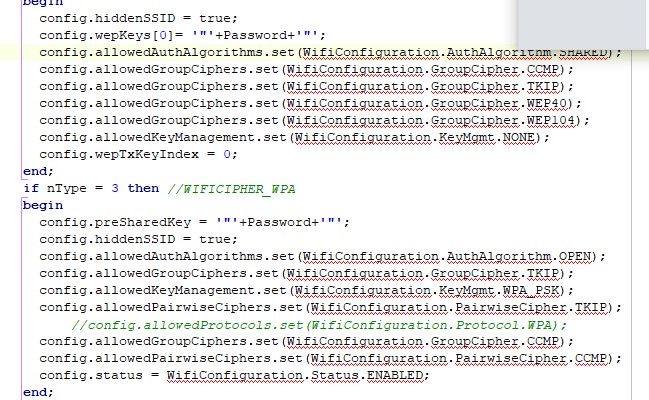 begin
config.hiddenSSID = true;
config.wepKeys[0]= '"'+Password+'"';
config.allowedAuthAlgorithms.set(WifiConfiguration.AuthAlgorithm.SHARED);
config.allowedGroupCiphers.set(WifiConfiguration.GroupCipher.CCMP);
config.allowedGroupCiphers.set(WifiConfiguration.GroupCipher.TKIP);
config.allowedGroupCiphers.set(WifiConfiguration.GroupCipher.WEP40);
config.allowedGroupCiphers.set(WifiConfiguration.GroupCipher.WEP104);
config.allowedKeyManagement.set(WifiConfiguration.KeyMgmt.NONE);
config.wepTxKeyIndex = 0;
end;
if nType = 3 then //WIFICIPHER_WPA
begin
config.preSharedKey = '"'+Password+'"';
config.hiddenSSID = true;
config.allowedAuthAlgorithms.set(WifiConfiguration.AuthAlgorithm.OPEN);
config.allowedGroupCiphers.set(WifiConfiguration.GroupCipher.TKIP);
config.allowedKeyManagement.set(WifiConfiguration.KeyMgmt.WPA_PSK);
config.allowedPairwiseCiphers.set(WifiConfiguration.PairwiseCipher.TKIP);
//config.allowedProtocols.set(WifiConfiguration.Protocol.WPA);
config.allowedGroupCiphers.set(WifiConfiguration.GroupCipher.CCMP);
config.allowedPairwiseCiphers.set(WifiConfiguration.PairwiseCipher.CCMP);
config.status = WifiConfiguration.Status.ENABLED;
end;